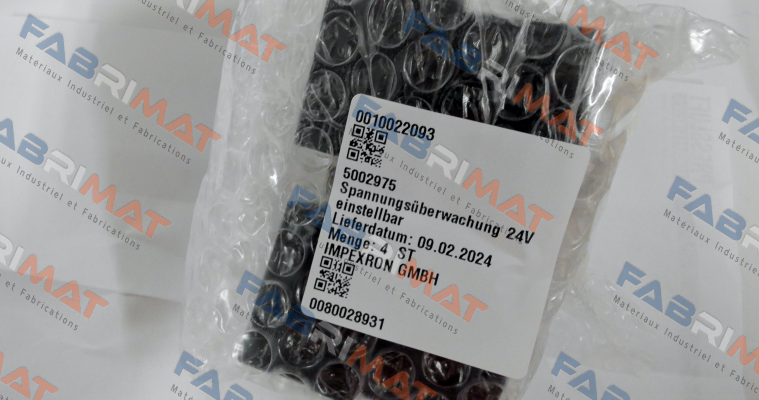 0010022093
5002975
Spannungsüberwachung 24V
einstellbar
Lieferdatum: 09.02.2024
Menge: 4 ST
IMPEXRON GMBH
0080028931
FABRIMAT
Matériaux Industriel et Fabrications